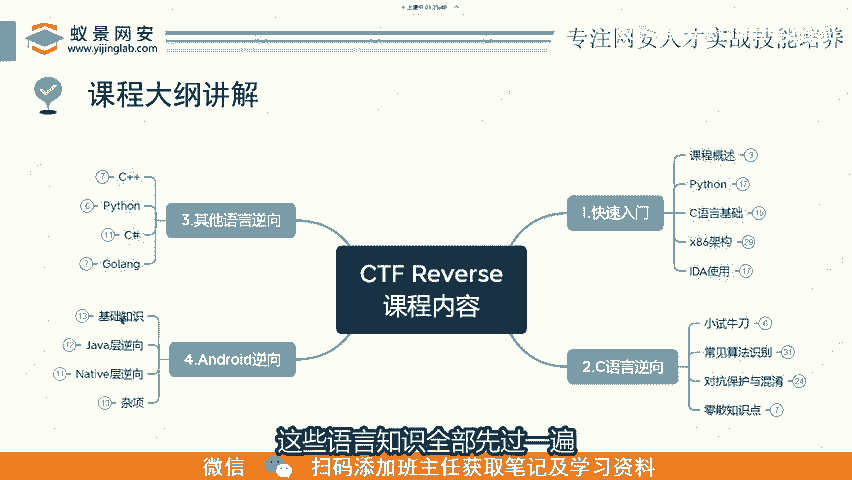 蚁景网安
www.yijinglab.com
专注网安人才实战技能培养
课程大纲讲解
CTF Reverse
课程内容
1.快速入门
课程概述 3
Python 17
C语言基础 15
x86架构 29
IDA使用 17
2.C语言逆向
小试牛刀 6
常见算法识别 31
对抗保护与混淆 24
零散知识点 7
3.其他语言逆向
7 C++
6 Python
11 C#
7 Golang
4.Android逆向
13 基础知识
12 Java层逆向
11 Native层逆向
13 杂项
这些语言知识全部先过一遍
微信 扫码添加班主任获取笔记及学习资料